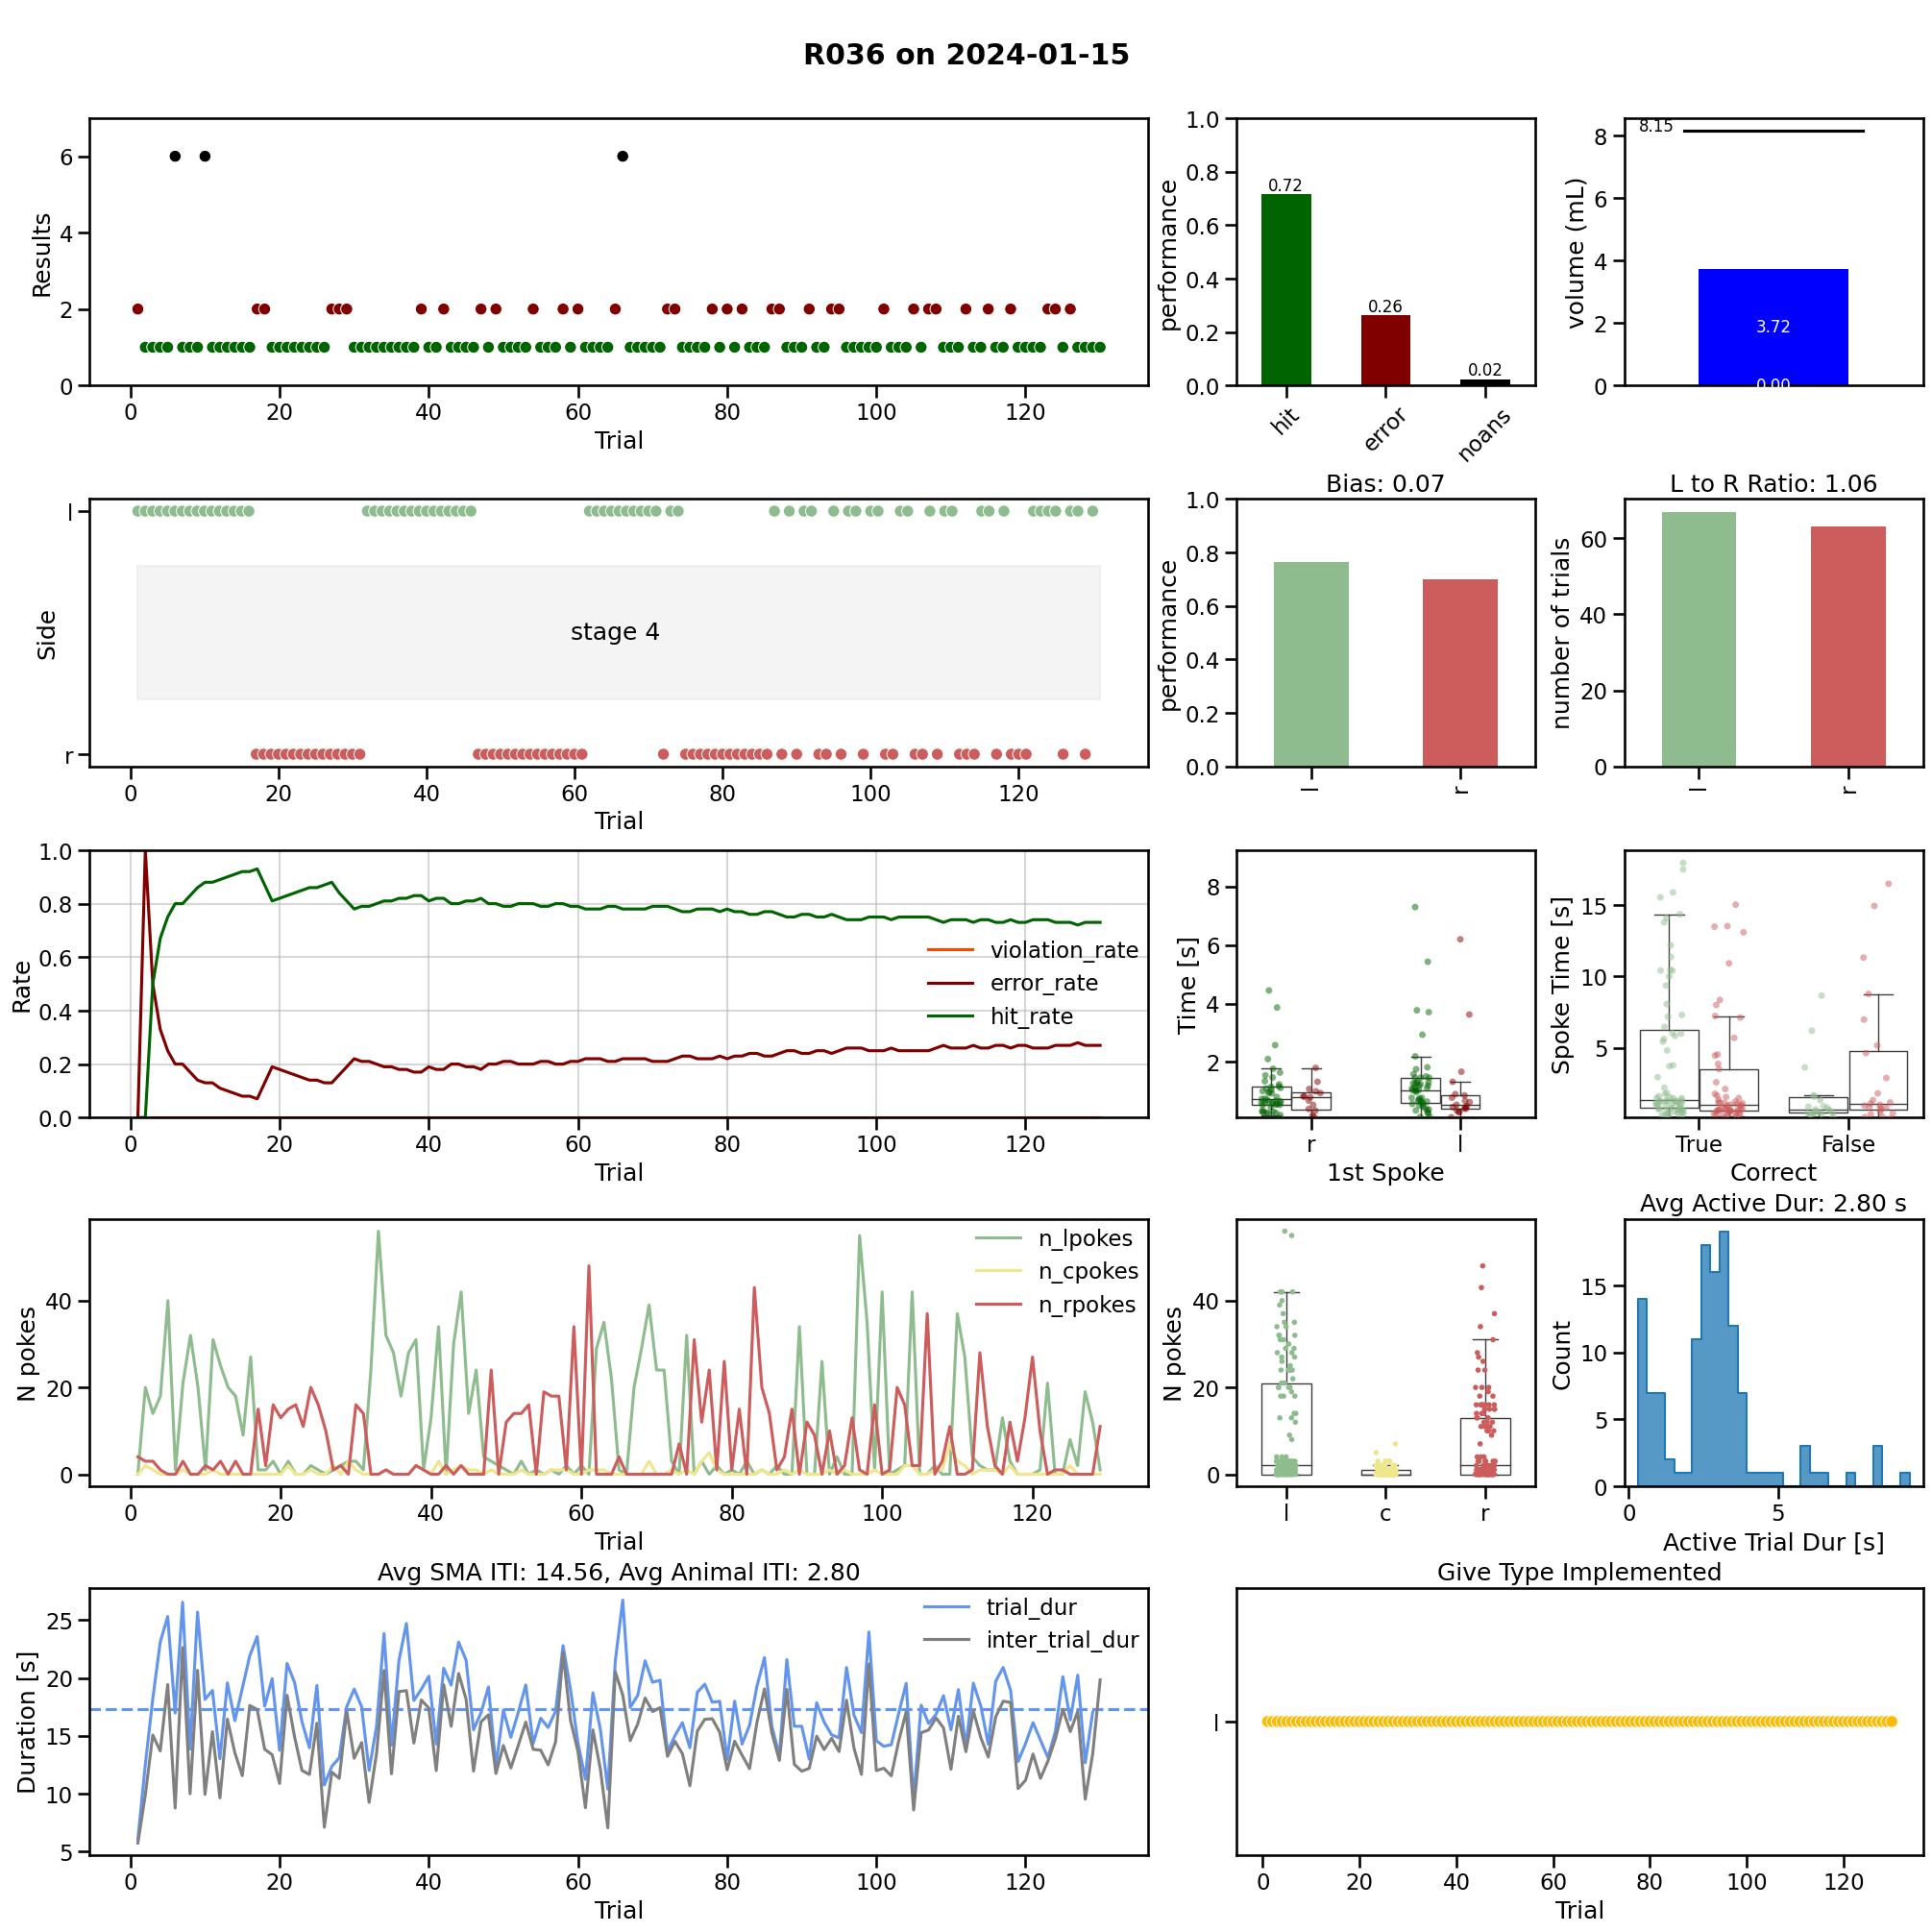 R036 on 2024-01-15
Results
6
4
2
0
0 20 40 60 80 100 120
Trial
performance
1.0
0.8
0.6
0.4
0.2
0.0
0.72
0.26
0.02
hit error noans
volume (mL)
8
6
4
2
0
8.15
3.72
0.00
Side
l
r
stage 4
0 20 40 60 80 100 120
Trial
Bias: 0.07
performance
1.0
0.8
0.6
0.4
0.2
0.0
l r
L to R Ratio: 1.06
number of trials
60
40
20
0
l r
Rate
1.0
0.8
0.6
0.4
0.2
0.0
violation_rate
error_rate
hit_rate
0 20 40 60 80 100 120
Trial
Time [s]
8
6
4
2
r l
1st Spoke
Spoke Time [s]
15
10
5
True False
Correct
N pokes
40
20
0
n_lpokes
n_cpokes
n_rpokes
0 20 40 60 80 100 120
Trial
N pokes
40
20
0
l c r
Avg Active Dur: 2.80 s
Count
15
10
5
0
0 5
Active Trial Dur [s]
Avg SMA ITI: 14.56, Avg Animal ITI: 2.80
Duration [s]
25
20
15
10
5
trial_dur
inter_trial_dur
0 20 40 60 80 100 120
Trial
Give Type Implemented
l
0 20 40 60 80 100 120
Trial